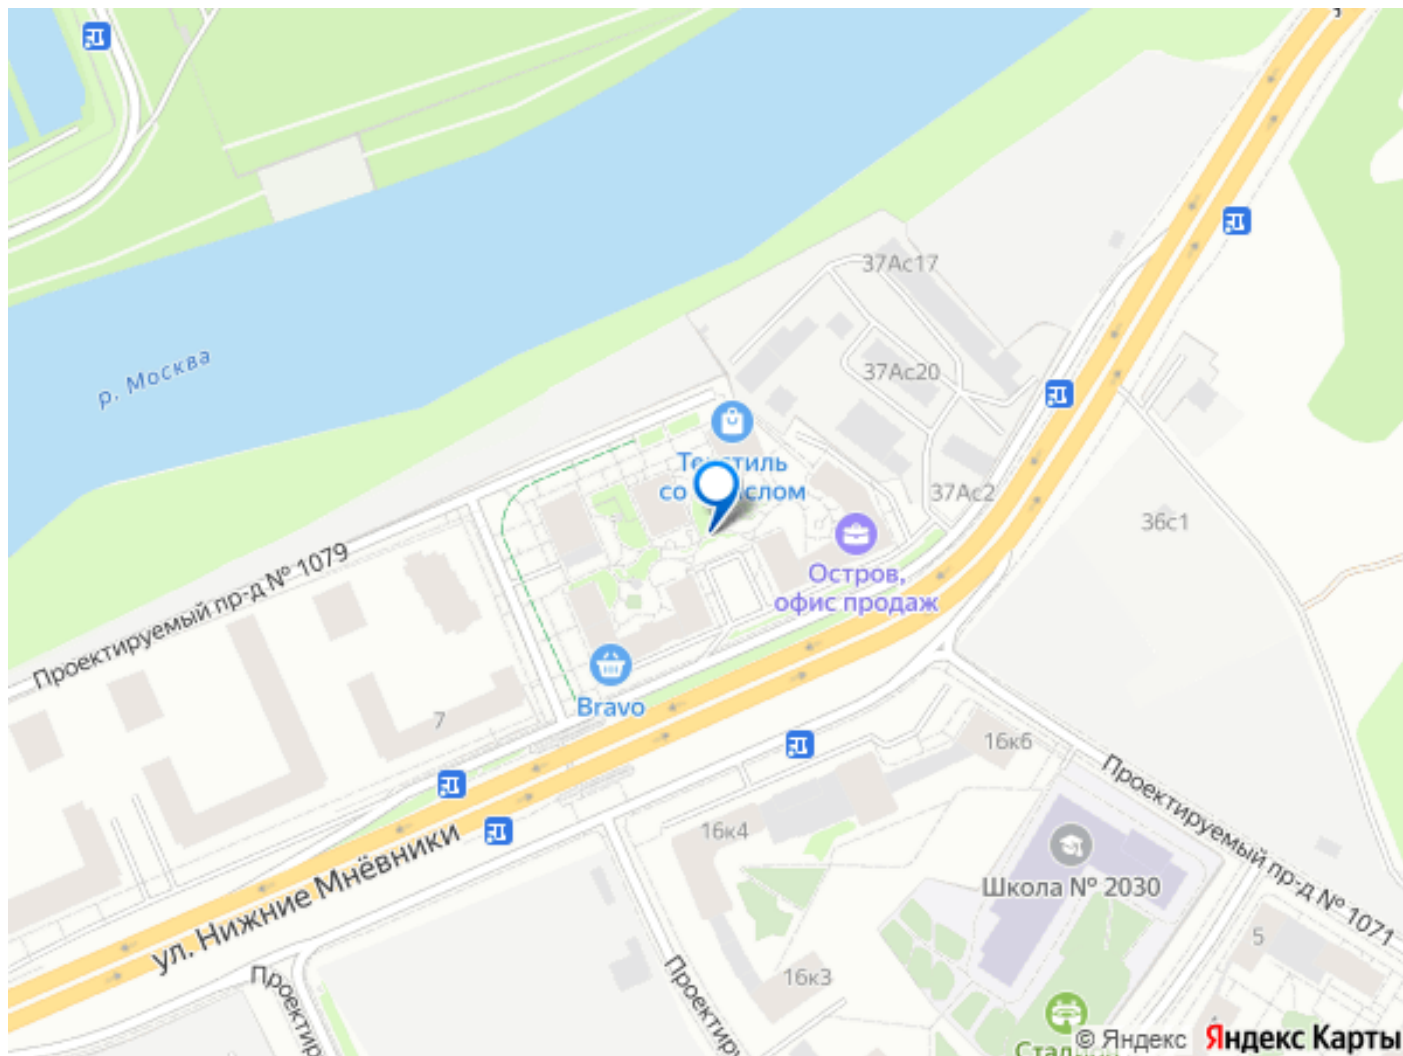 р. Москва
37Ас17
37Ас20
со
37Ас2
36с1
Остров,
офис продаж
Проектируемый пр-д № 1079
Bravo
7
16к6
16к4
Проектируемый пр-д № 1071
Школа № 2030
ул. Нижние Мнёвники
5
16к3
© Яндекс Яндекс Карты